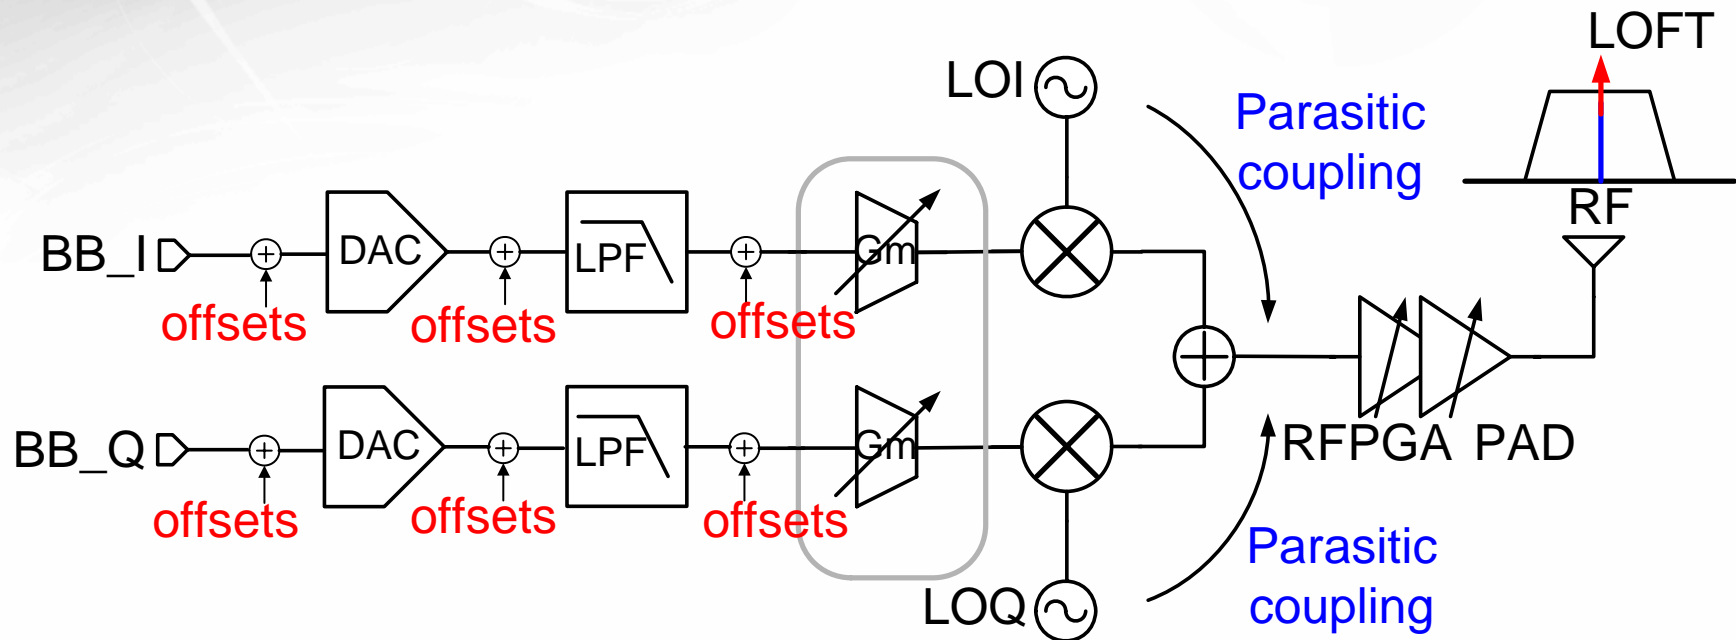 LOFT
LOI
Parasitic
coupling
RF
BB_I
DAC
LPF
Gm
offsets
offsets
offsets
RFPGA PAD
BB_Q
DAC
LPF
Gm
offsets
offsets
offsets
Parasitic
coupling
LOQ